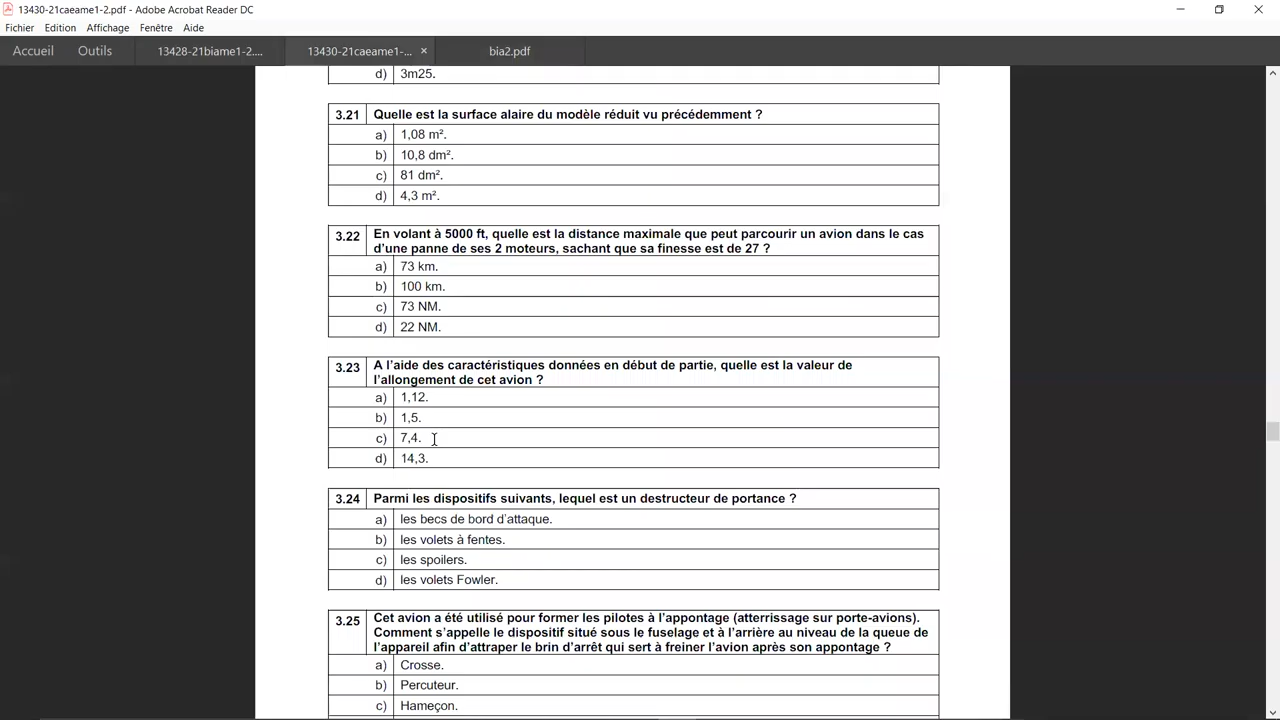 13430-21caeame1-2.pdf - Adobe Acrobat Reader DC
Fichier Edition Affichage Fenêtre Aide
Accueil Outils 13428-21biame1-2.... 13430-21caeame1-... × bia2.pdf
d) 3m25.
3.21 Quelle est la surface alaire du modèle réduit vu précédemment ?
a) 1,08 m².
b) 10,8 dm².
c) 81 dm².
d) 4,3 m².
3.22 En volant à 5000 ft, quelle est la distance maximale que peut parcourir un avion dans le cas
d'une panne de ses 2 moteurs, sachant que sa finesse est de 27 ?
a) 73 km.
b) 100 km.
c) 73 NM.
d) 22 NM.
3.23 A l'aide des caractéristiques données en début de partie, quelle est la valeur de
l'allongement de cet avion ?
a) 1,12.
b) 1,5.
c) 7,4.
d) 14,3.
3.24 Parmi les dispositifs suivants, lequel est un destructeur de portance ?
a) les becs de bord d'attaque.
b) les volets à fentes.
c) les spoilers.
d) les volets Fowler.
3.25 Cet avion a été utilisé pour former les pilotes à l'appontage (atterrissage sur porte-avions).
Comment s'appelle le dispositif situé sous le fuselage et à l'arrière au niveau de la queue de
l'appareil afin d'attraper le brin d'arrêt qui sert à freiner l'avion après son appontage ?
a) Crosse.
b) Percuteur.
c) Hameçon.